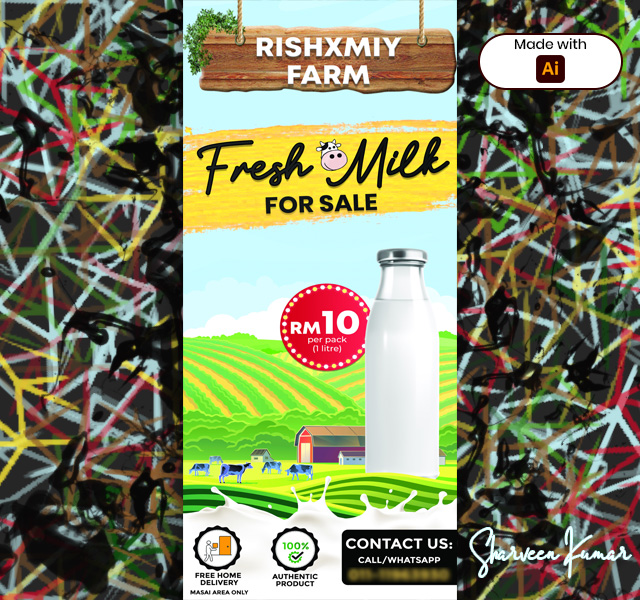 RISHXMIY
FARM
Made with
Ai
Fresh Milk
FOR SALE
RM10
per pack
(1 litre)
100%
FREE HOME
DELIVERY
MASAI AREA ONLY
AUTHENTIC
PRODUCT
CONTACT US:
CALL/WHATSAPP
Sharveen Kumar